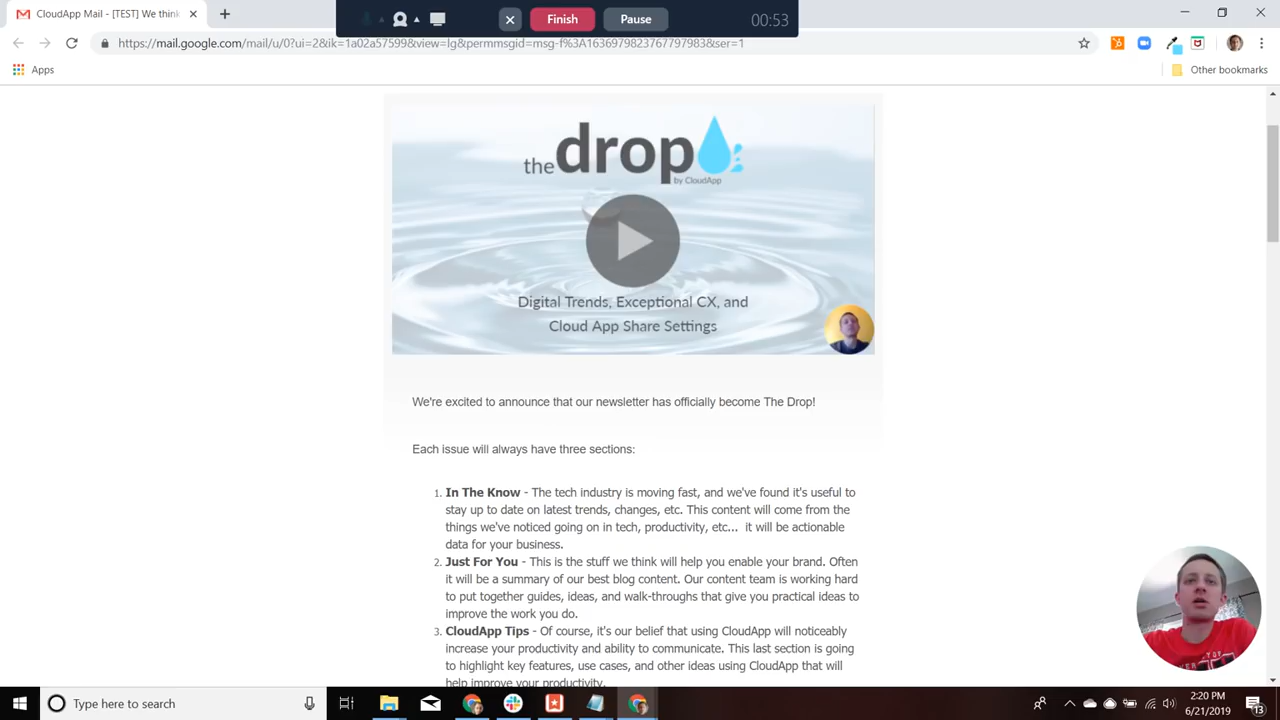 CloudApp Mail - [TEST] We think
Finish
Pause
00:53
https://mail.google.com/mail/u/0?ui=2&ik=1a02a57599&view=lg&permmsgid=msg-f%3A1636979823767797983&ser=1
Apps
Other bookmarks
the drop
by CloudApp
Digital Trends, Exceptional CX, and
Cloud App Share Settings
We're excited to announce that our newsletter has officially become The Drop!
Each issue will always have three sections:
1. In The Know - The tech industry is moving fast, and we've found it's useful to
stay up to date on latest trends, changes, etc. This content will come from the
things we've noticed going on in tech, productivity, etc... it will be actionable
data for your business.
2. Just For You - This is the stuff we think will help you enable your brand. Often
it will be a summary of our best blog content. Our content team is working hard
to put together guides, ideas, and walk-throughs that give you practical ideas to
improve the work you do.
3. CloudApp Tips - Of course, it's our belief that using CloudApp will noticeably
increase your productivity and ability to communicate. This last section is going
to highlight key features, use cases, and other ideas using CloudApp that will
help improve your productivity.
Type here to search
2:20 PM
6/21/2019
13